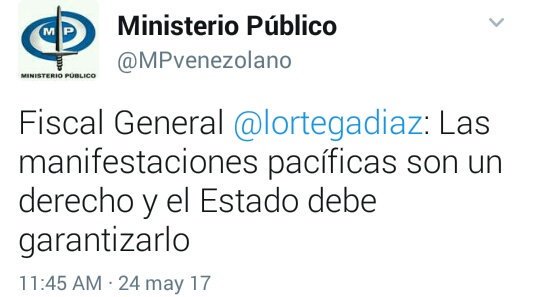 MP
MINISTERIO PÚBLICO
Ministerio Público
@MPvenezolano
Fiscal General @lortegadiaz: Las
manifestaciones pacíficas son un
derecho y el Estado debe
garantizarlo
11:45 AM · 24 may 17